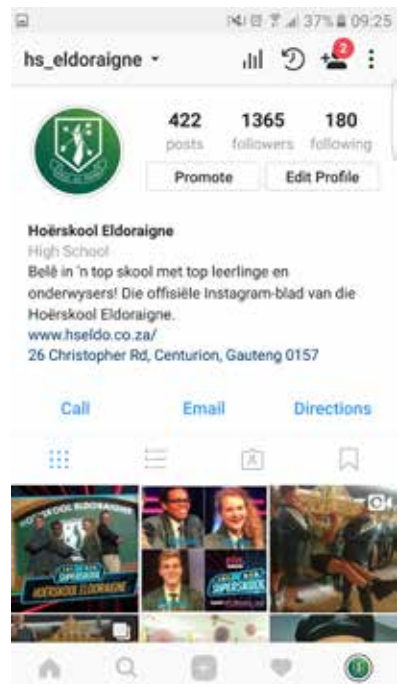 37% 09:25
hs_eldoraigne
2
422 1365 180
posts followers following
Promote Edit Profile
Hoërskool Eldoraigne
High School
Belê in 'n top skool met top leerlinge en
onderwysers! Die offisiële Instagram-blad van die
Hoërskool Eldoraigne.
www.hseldo.co.za/
26 Christopher Rd, Centurion, Gauteng 0157
Call Email Directions
HOËRSKOOL ELDORAIGNE
SUPERSKOOL
HOËRSKOOL ELDORAIGNE
SUPERSKOOL